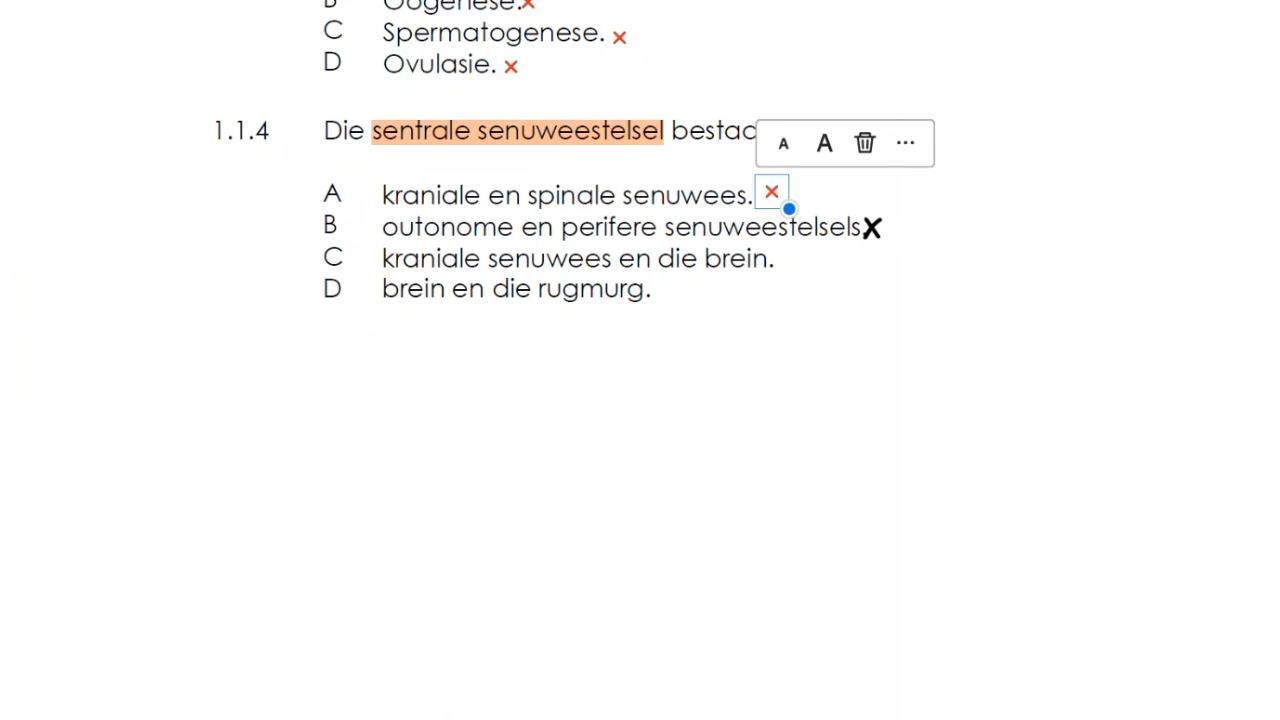 B Oogenese.×
C Spermatogenese. ×
D Ovulasie. ×
1.1.4 Die sentrale senuweestelsel
A A ...
A kraniale en spinale senuwees. ×
B outonome en perifere senuweestelsels X
C kraniale senuwees en die brein.
D brein en die rugmurg.